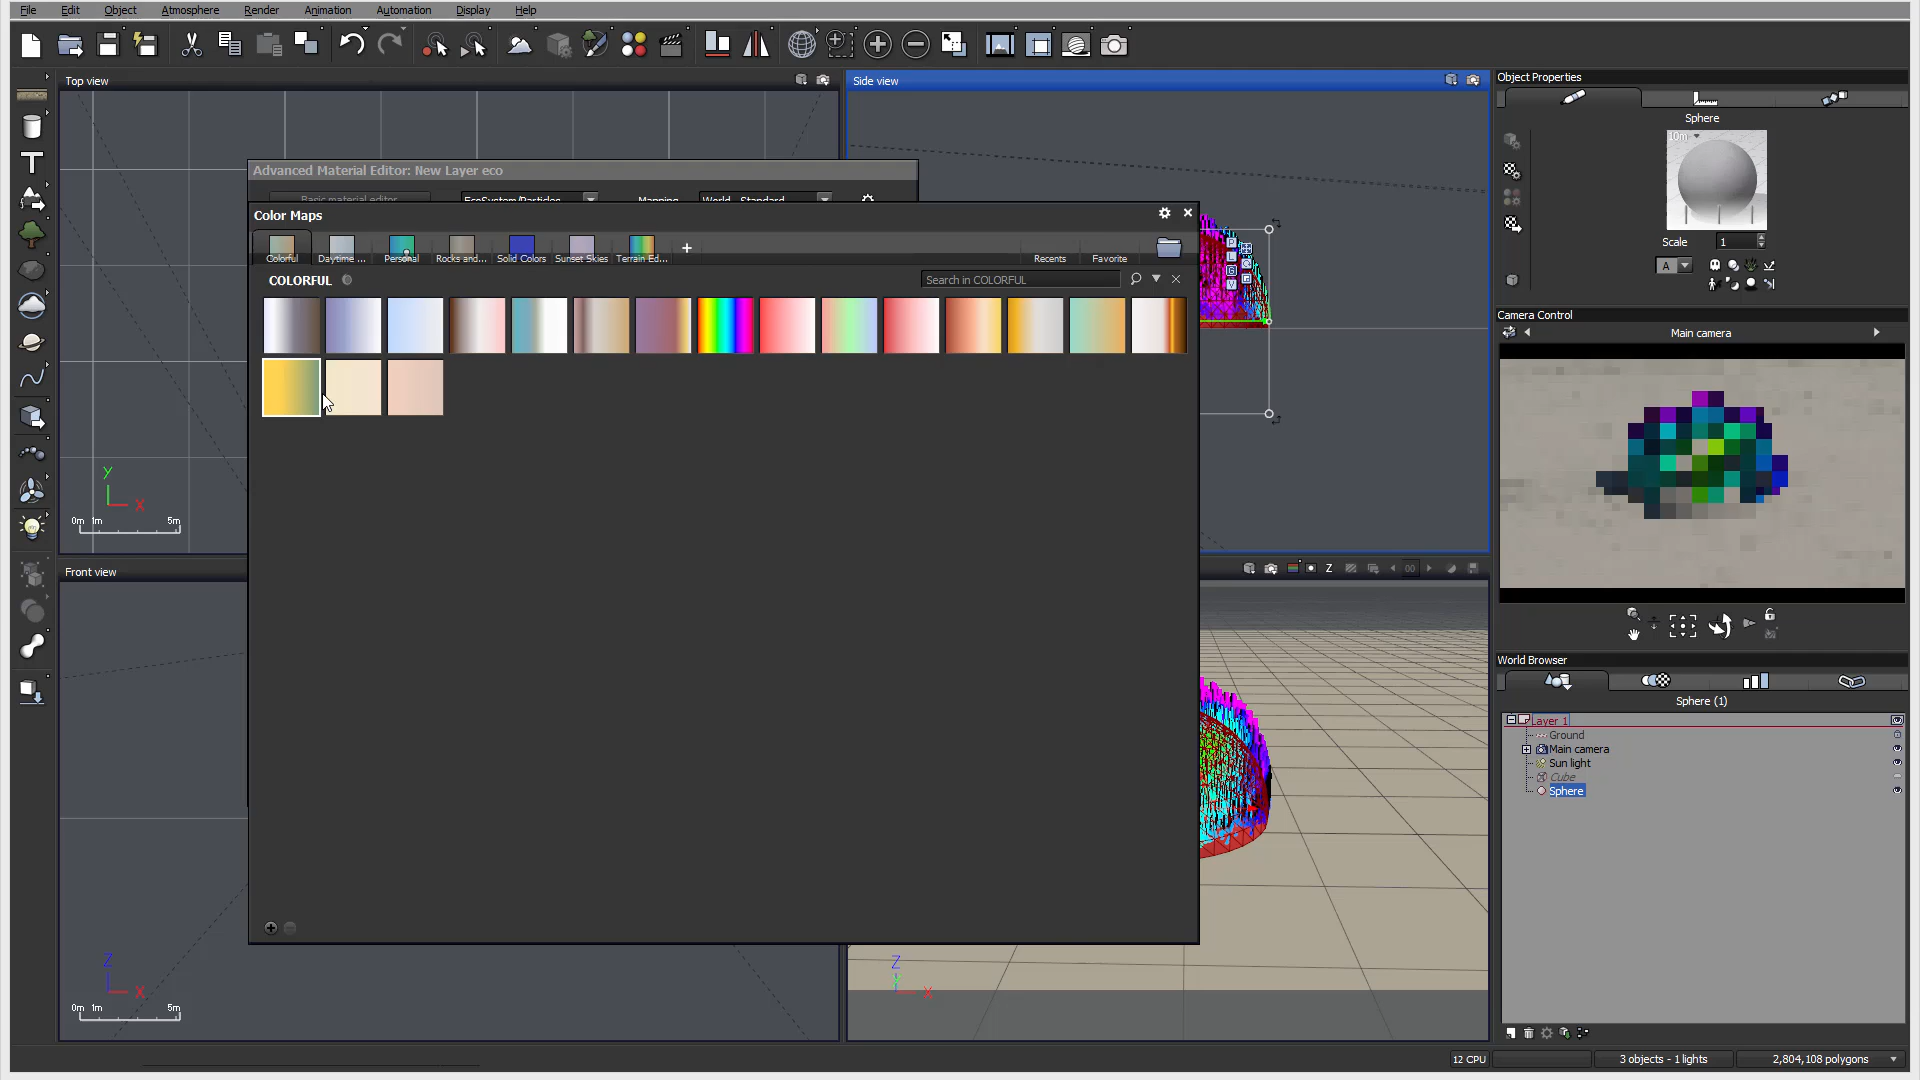 File Edit Object Atmosphere Render Animation Automation Display Help
Top view
Side view
Object Properties
Sphere
10m
Scale 1
A
Camera Control
Main camera
World Browser
Sphere (1)
Layer 1
Ground
Main camera
Sun light
Cube
Sphere
Advanced Material Editor: New Layer eco
Basic material editor EcoSystem/Particles Mapping World - Standard
Color Maps
Colorful Daytime ... Personal Rocks and... Solid Colors Sunset Skies Terrain Ed... + Recents Favorite
COLORFUL Search in COLORFUL
Y
X
0m 1m 5m
Front view
Z 00
Z
X
0m 1m 5m
Z
X
12 CPU 3 objects - 1 lights 2,804,108 polygons